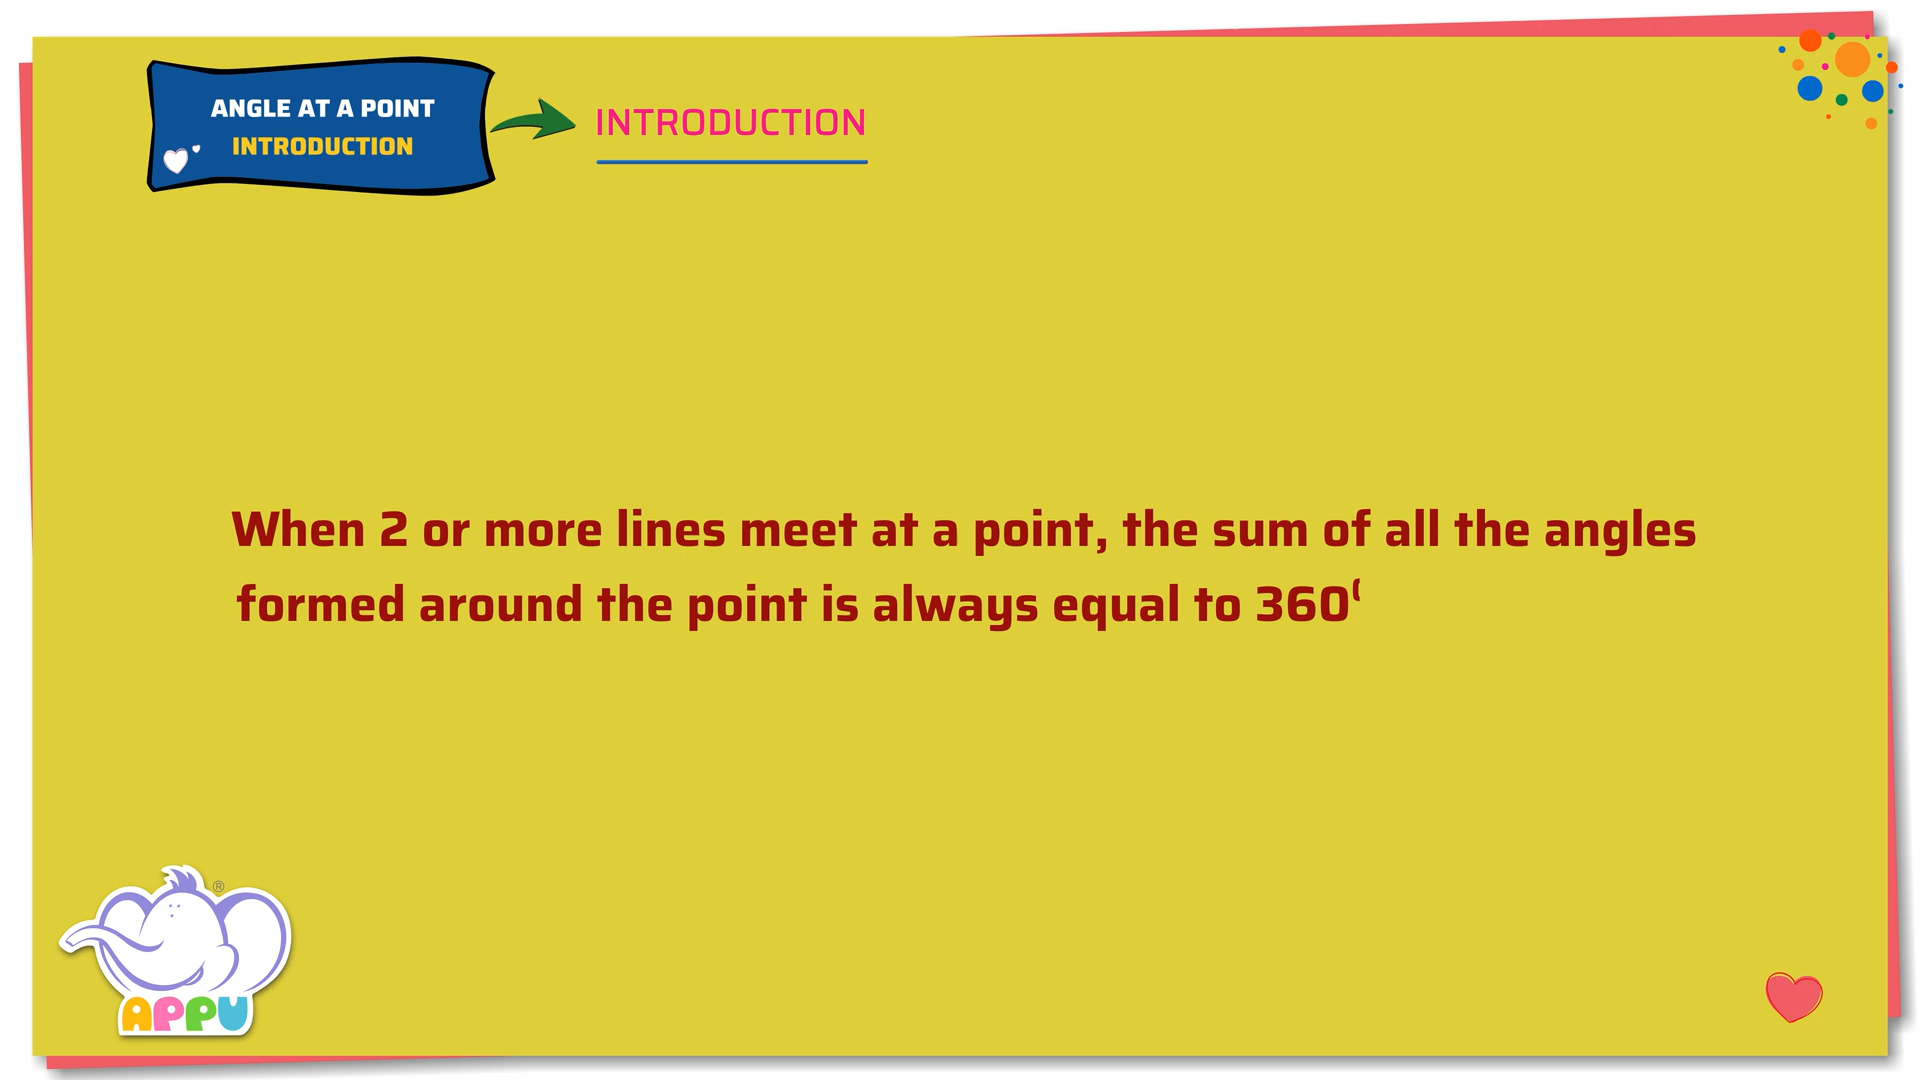 ANGLE AT A POINT
INTRODUCTION
INTRODUCTION
When 2 or more lines meet at a point, the sum of all the angles
formed around the point is always equal to 360
®
APPU